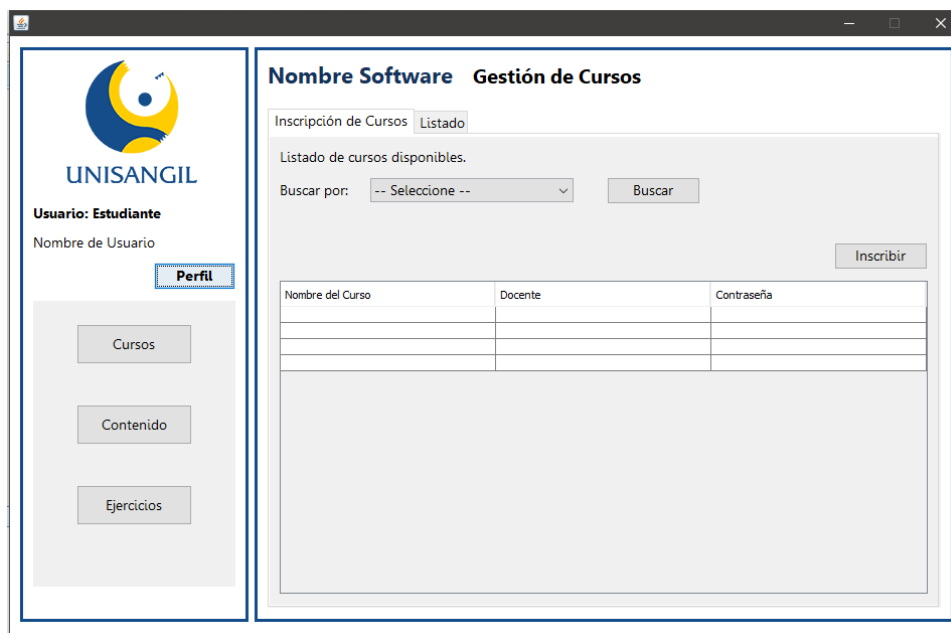 UNISANGIL
Usuario: Estudiante
Nombre de Usuario
Perfil
Cursos
Contenido
Ejercicios
Nombre Software Gestión de Cursos
Inscripción de Cursos Listado
Listado de cursos disponibles.
Buscar por: -- Seleccione -- Buscar
Inscribir
Nombre del Curso Docente Contraseña